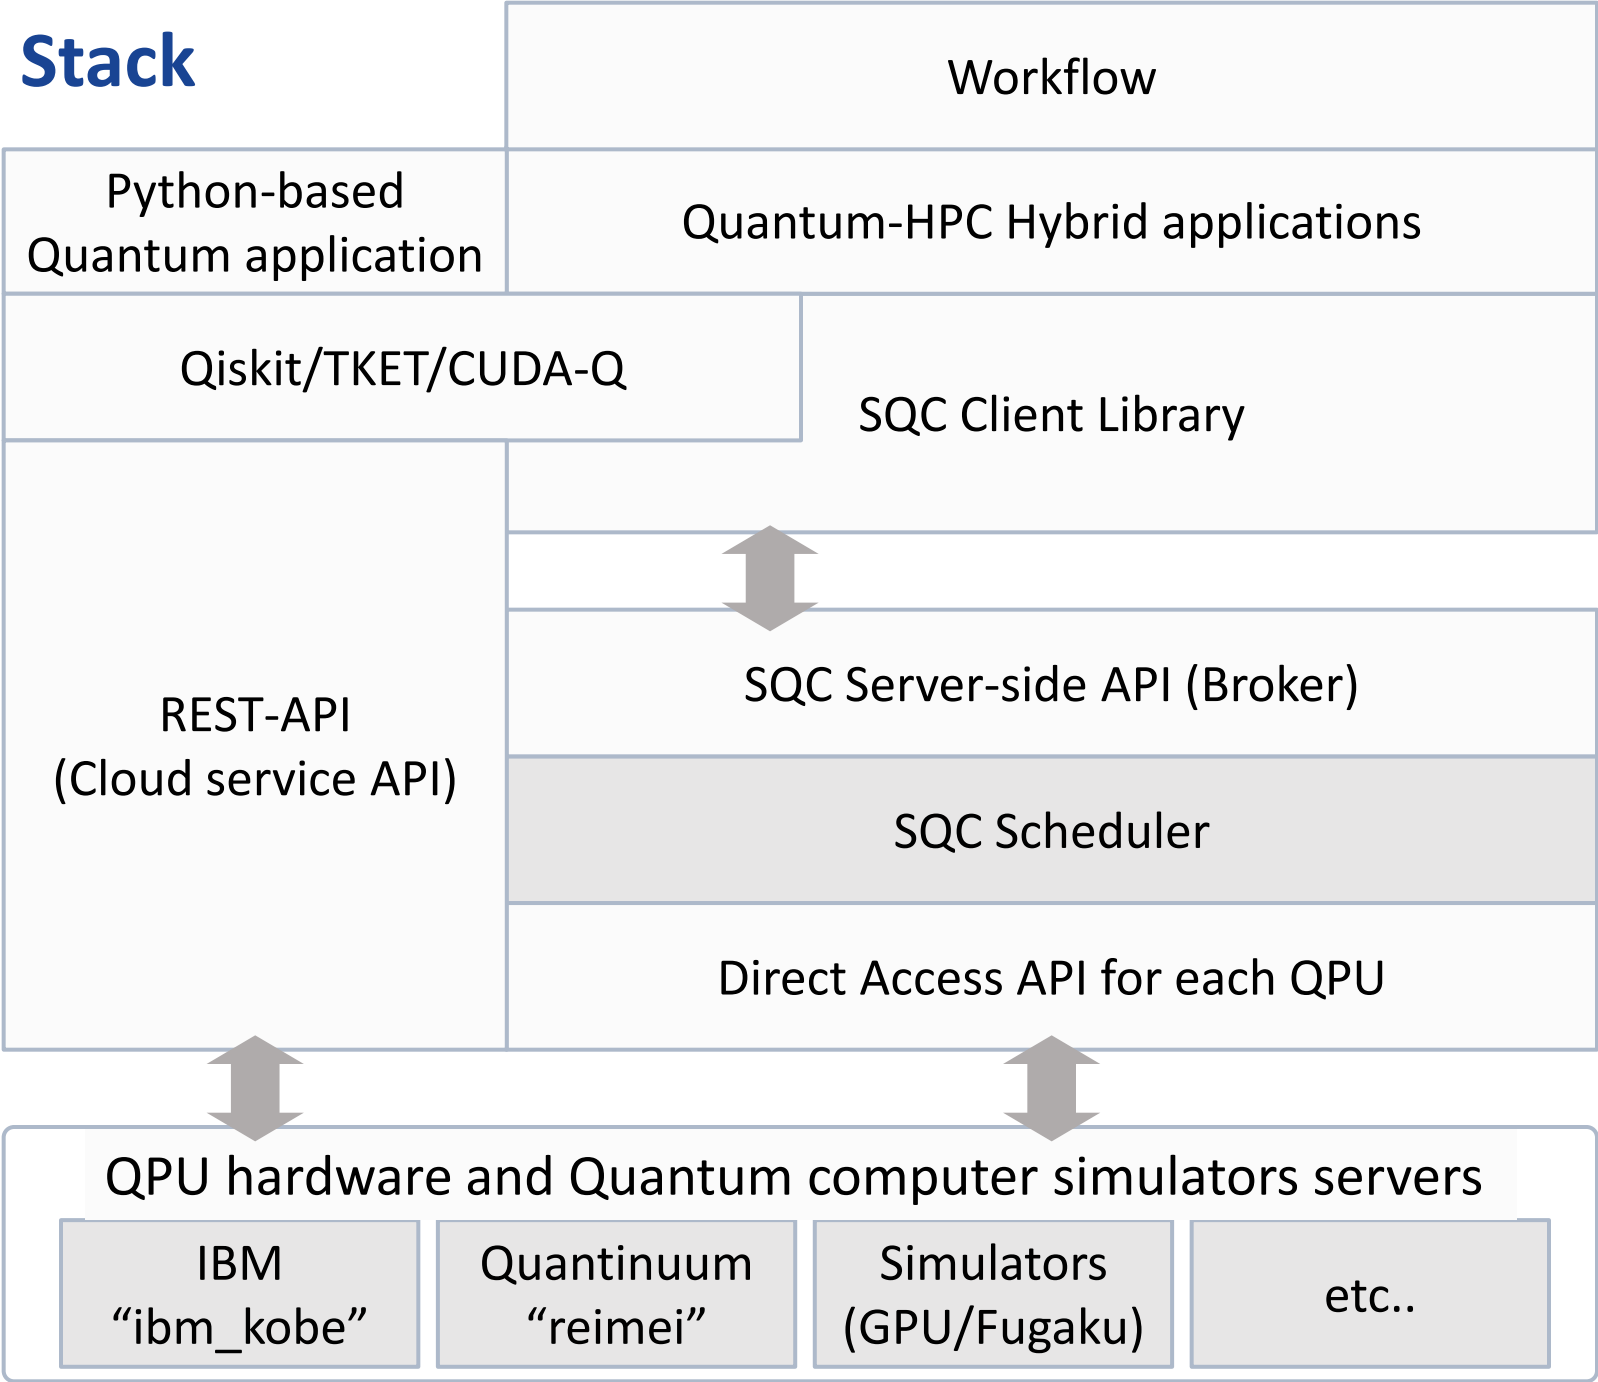 Stack
Workflow
Python-based
Quantum application
Quantum-HPC Hybrid applications
Qiskit/TKET/CUDA-Q
SQC Client Library
REST-API
(Cloud service API)
SQC Server-side API (Broker)
SQC Scheduler
Direct Access API for each QPU
QPU hardware and Quantum computer simulators servers
IBM
“ibm_kobe”
Quantinuum
“reimei”
Simulators
(GPU/Fugaku)
etc..